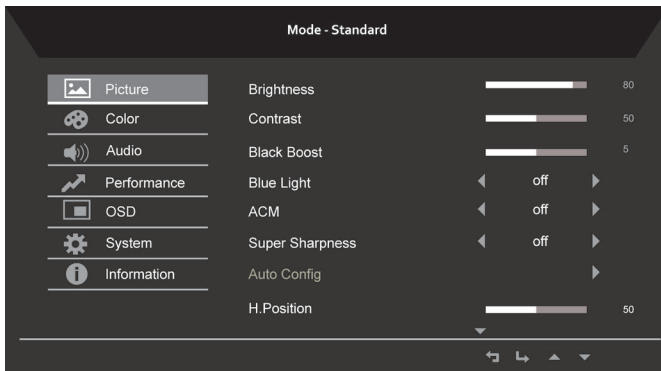 Mode - Standard
Picture
Brightness 80
Color
Contrast 50
Audio
Black Boost 5
Performance
Blue Light off
OSD
ACM off
System
Super Sharpness off
Information
Auto Config
H.Position 50